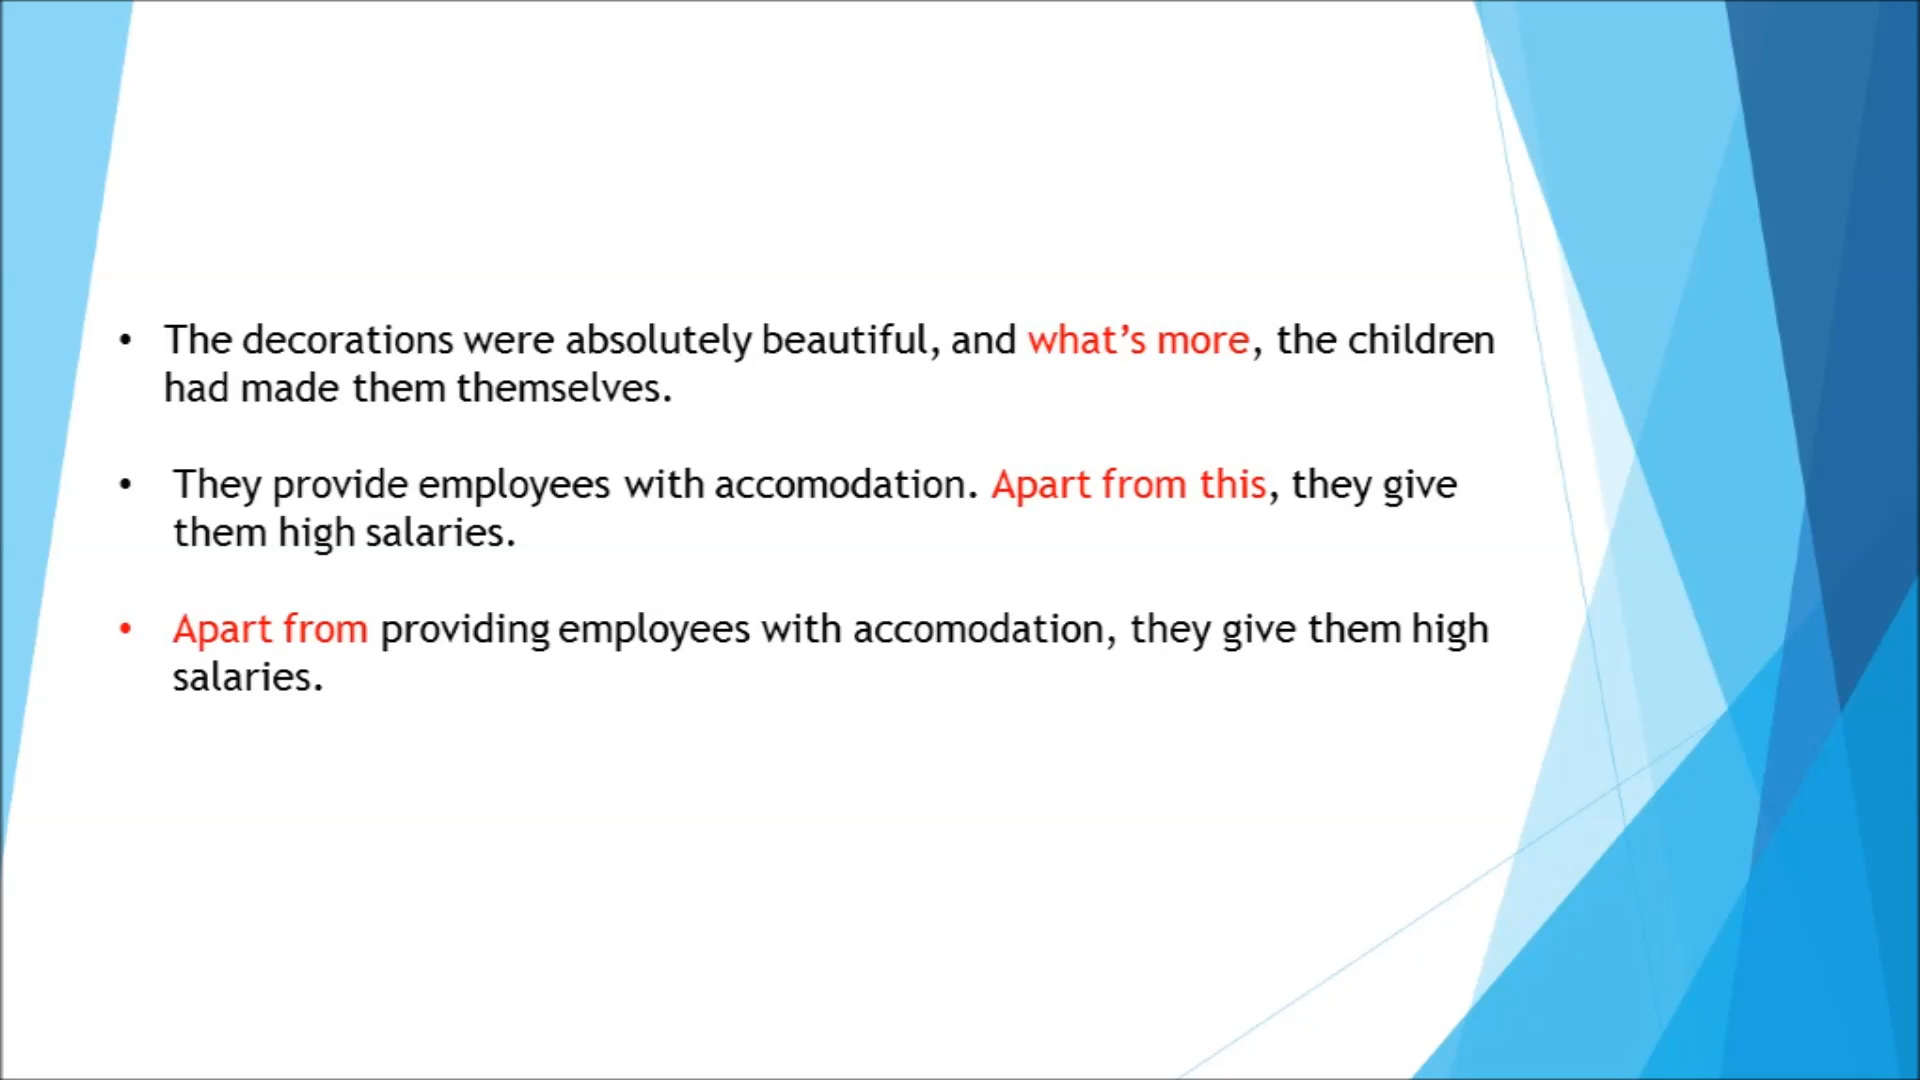 • The decorations were absolutely beautiful, and what’s more, the children
had made them themselves.
• They provide employees with accomodation. Apart from this, they give
them high salaries.
• Apart from providing employees with accomodation, they give them high
salaries.